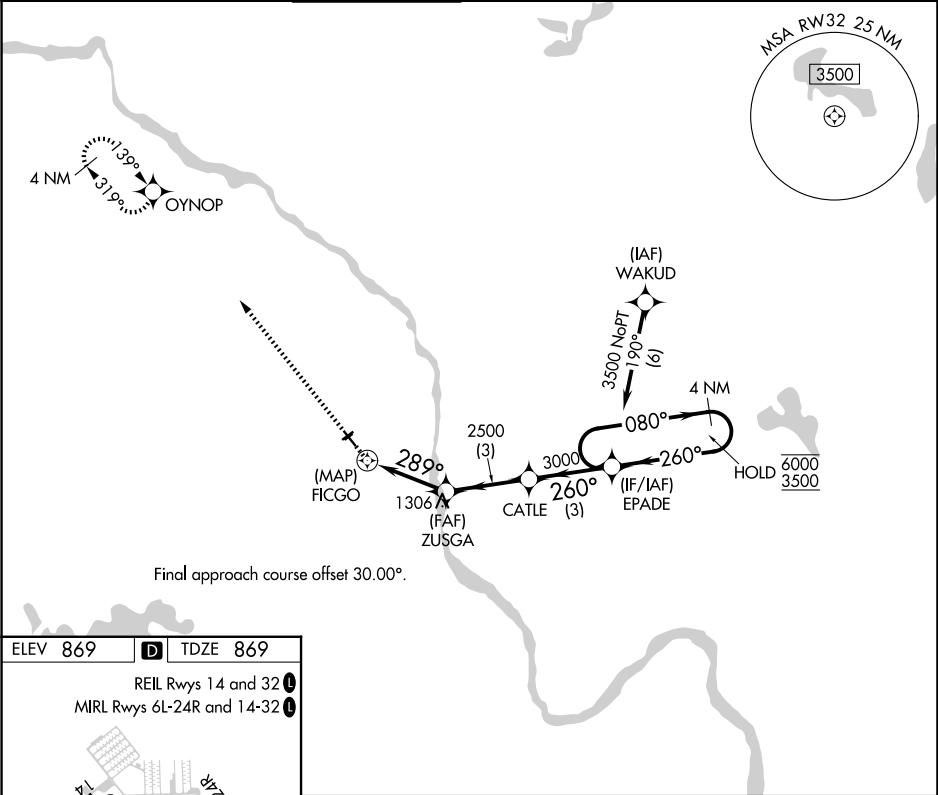 MSA RW32 25 NM
3500
139°
4 NM
319°
OYNOP
(IAF)
WAKUD
3500 NoPT
190°
(6)
4 NM
080°
2500
(3)
3000
260°
289°
(MAP)
FICGO
HOLD
6000
3500
1306
260°
(3)
(IF/IAF)
EPADE
CATLE
(FAF)
ZUSGA
Final approach course offset 30.00°.
ELEV 869 D TDZE 869
REIL Rwys 14 and 32 L
MIRL Rwys 6L-24R and 14-32 L
14
24R